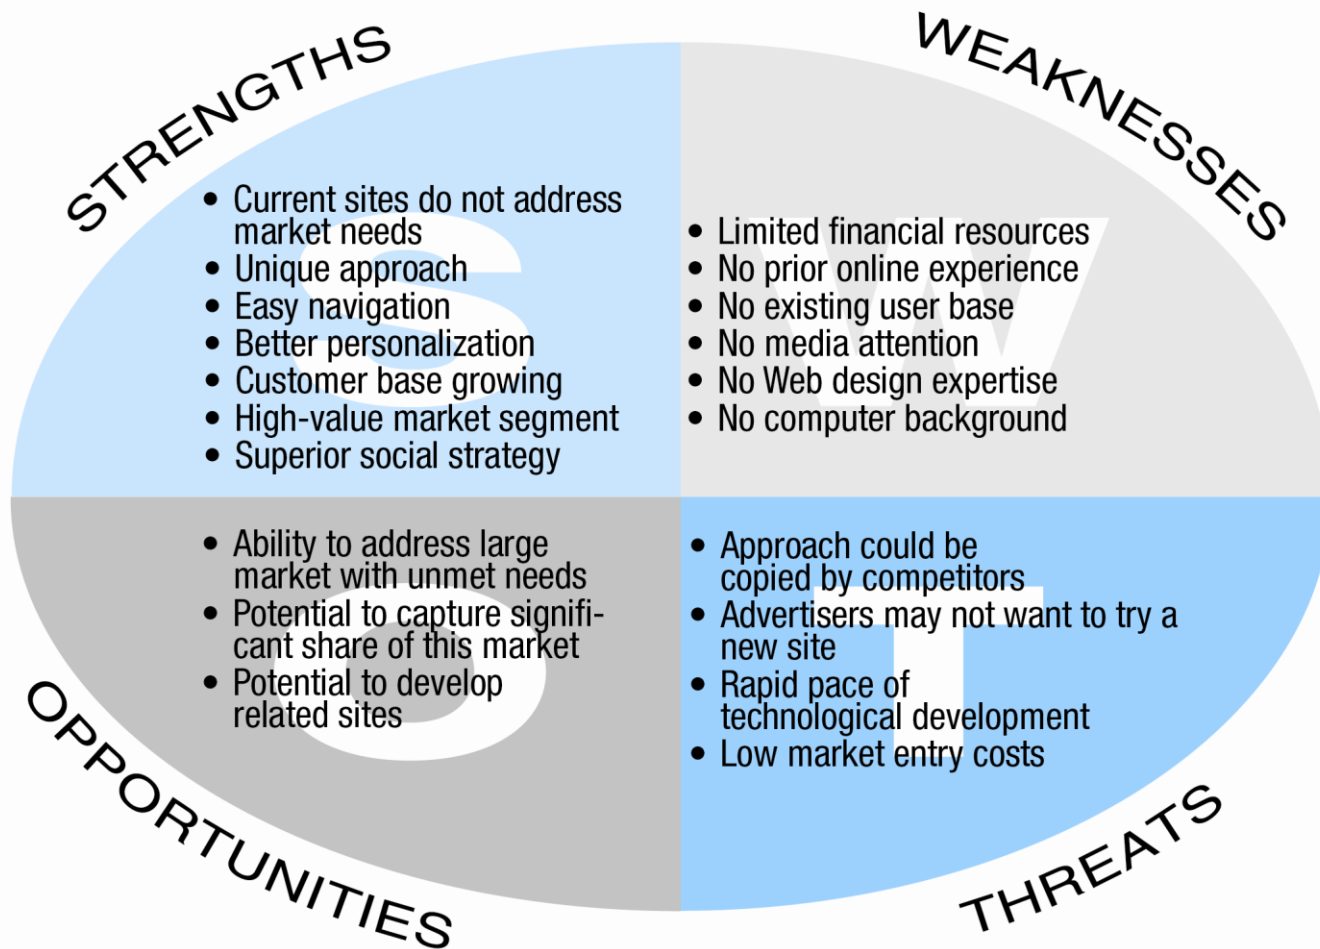 STRENGTHS
• Current sites do not address
market needs
• Unique approach
• Easy navigation
• Better personalization
• Customer base growing
• High-value market segment
• Superior social strategy
S
WEAKNESSES
• Limited financial resources
• No prior online experience
• No existing user base
• No media attention
• No Web design expertise
• No computer background
W
OPPORTUNITIES
• Ability to address large
market with unmet needs
• Potential to capture signifi-
cant share of this market
• Potential to develop
related sites
O
THREATS
• Approach could be
copied by competitors
• Advertisers may not want to try a
new site
• Rapid pace of
technological development
• Low market entry costs
T